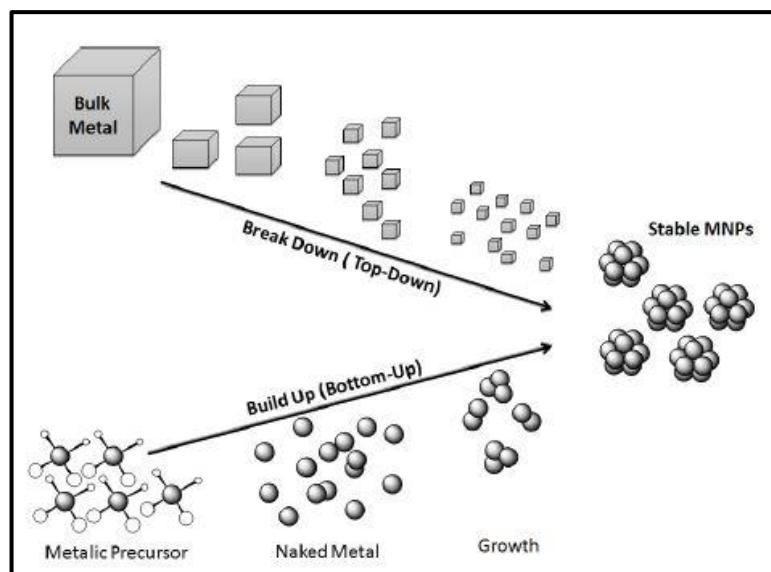 Bulk
Metal
Break Down ( Top-Down)
Stable MNPs
Build Up (Bottom-Up)
Metalic Precursor
Naked Metal
Growth